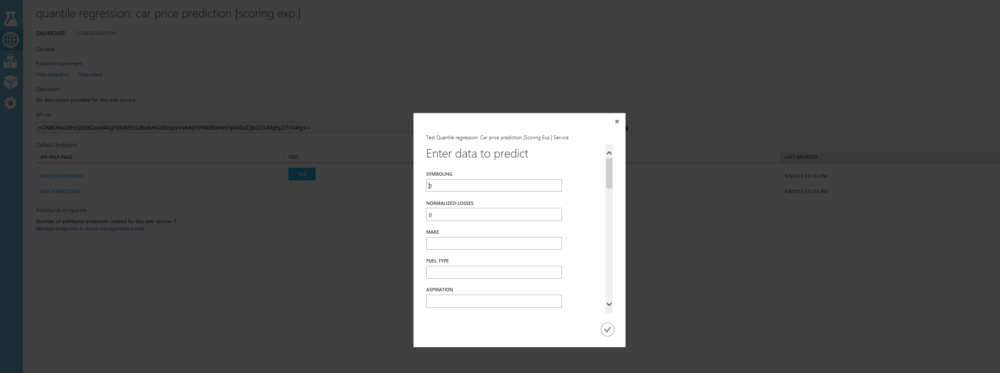 quantile regression: car price prediction [scoring exp.]
DASHBOARD CONFIGURATION
General
Published experiment
View snapshot View latest
Description
No description provided for this web service.
API key
nONbONu20HcSQriKQvad4GgTXMkE9i32BcekHGzXrzqxyVwMsyTzR6kB5mw61pWGuZ/jeZD3xhlgfg2J7cG4rg==
Default Endpoint
API HELP PAGE TEST LAST UPDATED
REQUEST/RESPONSE Test 5/8/2015 5:51:53 PM
BATCH EXECUTION 5/8/2015 5:51:53 PM
Additional endpoints
Number of additional endpoints created for this web service: 0
Manage endpoints in Azure management portal
Test Quantile regression: Car price prediction [Scoring Exp.] Service
Enter data to predict
SYMBOLING
0
NORMALIZED-LOSSES
0
MAKE
FUEL-TYPE
ASPIRATION